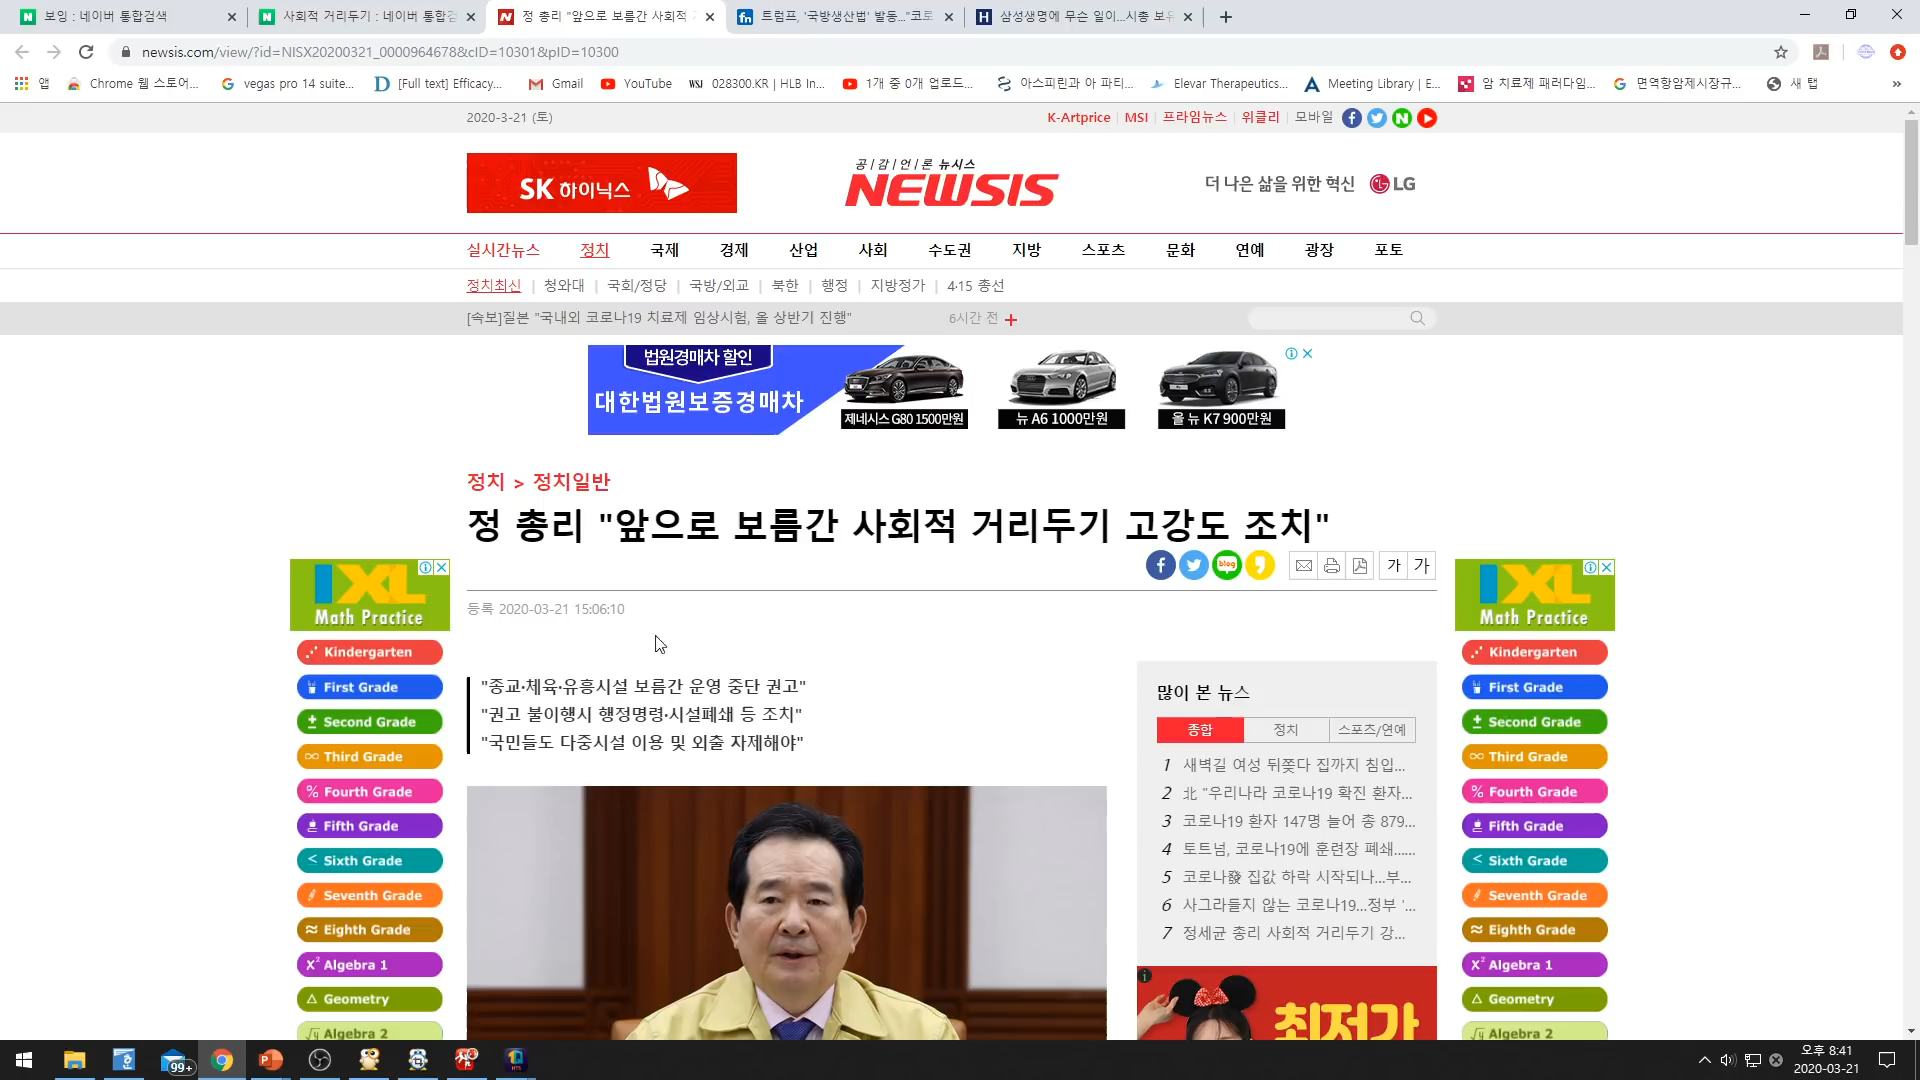 보잉 : 네이버 통합검색
사회적 거리두기 : 네이버 통합검
정 총리 "앞으로 보름간 사회적
트럼프, '국방생산법' 발동..."코로
삼성생명에 무슨 일이...시총 보유
newsis.com/view/?id=NISX20200321_0000964678&cID=10301&pID=10300
앱
Chrome 웹 스토어...
vegas pro 14 suite...
[Full text] Efficacy...
Gmail
YouTube
WSJ 028300.KR | HLB In...
1개 중 0개 업로드...
아스피린과 아 파티...
Elevar Therapeutics...
Meeting Library | E...
암 치료제 패러다임...
면역항암제시장규...
새 탭
»
2020-3-21 (토)
K-Artprice | MSI | 프라임뉴스 | 위클리 | 모바일
SK 하이닉스
공|감|언|론 뉴시스
NEWSIS
더 나은 삶을 위한 혁신 LG
실시간뉴스 정치 국제 경제 산업 사회 수도권 지방 스포츠 문화 연예 광장 포토
정치최신 | 청와대 | 국회/정당 | 국방/외교 | 북한 | 행정 | 지방정가 | 4·15 총선
[속보]질본 "국내외 코로나19 치료제 임상시험, 올 상반기 진행" 6시간 전 +
법원경매차 할인
대한법원보증경매차
제네시스 G80 1500만원
뉴 A6 1000만원
올 뉴 K7 900만원
정치 > 정치일반
정 총리 "앞으로 보름간 사회적 거리두기 고강도 조치"
blog
가 가
등록 2020-03-21 15:06:10
"종교·체육·유흥시설 보름간 운영 중단 권고"
"권고 불이행시 행정명령·시설폐쇄 등 조치"
"국민들도 다중시설 이용 및 외출 자제해야"
많이 본 뉴스
종합 정치 스포츠/연예
1 새벽길 여성 뒤쫓다 집까지 침입...
2 北 "우리나라 코로나19 확진 환자...
3 코로나19 환자 147명 늘어 총 879...
4 토트넘, 코로나19에 훈련장 폐쇄......
5 코로나發 집값 하락 시작되나...부...
6 사그라들지 않는 코로나19...정부 '...
7 정세균 총리 사회적 거리두기 강...
최저가
IXL
Math Practice
Kindergarten
First Grade
Second Grade
Third Grade
Fourth Grade
Fifth Grade
Sixth Grade
Seventh Grade
Eighth Grade
Algebra 1
Geometry
Algebra 2
IXL
Math Practice
Kindergarten
First Grade
Second Grade
Third Grade
Fourth Grade
Fifth Grade
Sixth Grade
Seventh Grade
Eighth Grade
Algebra 1
Geometry
Algebra 2
99+
오후 8:41
2020-03-21